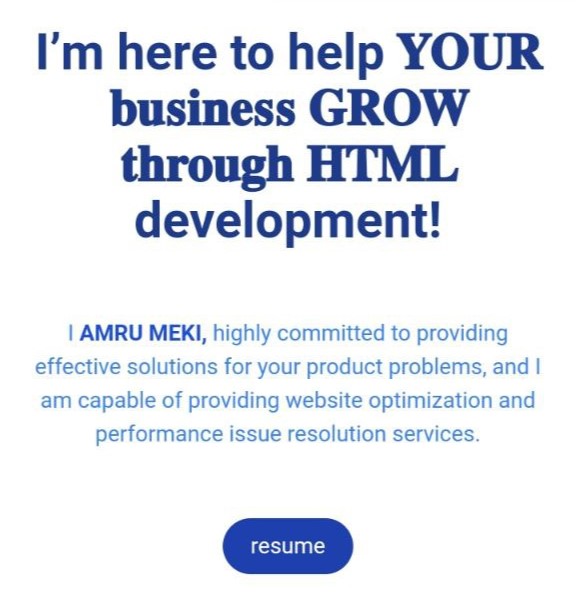 I’m here to help YOUR
business GROW
through HTML
development!
I AMRU MEKI, highly committed to providing
effective solutions for your product problems, and I
am capable of providing website optimization and
performance issue resolution services.
resume